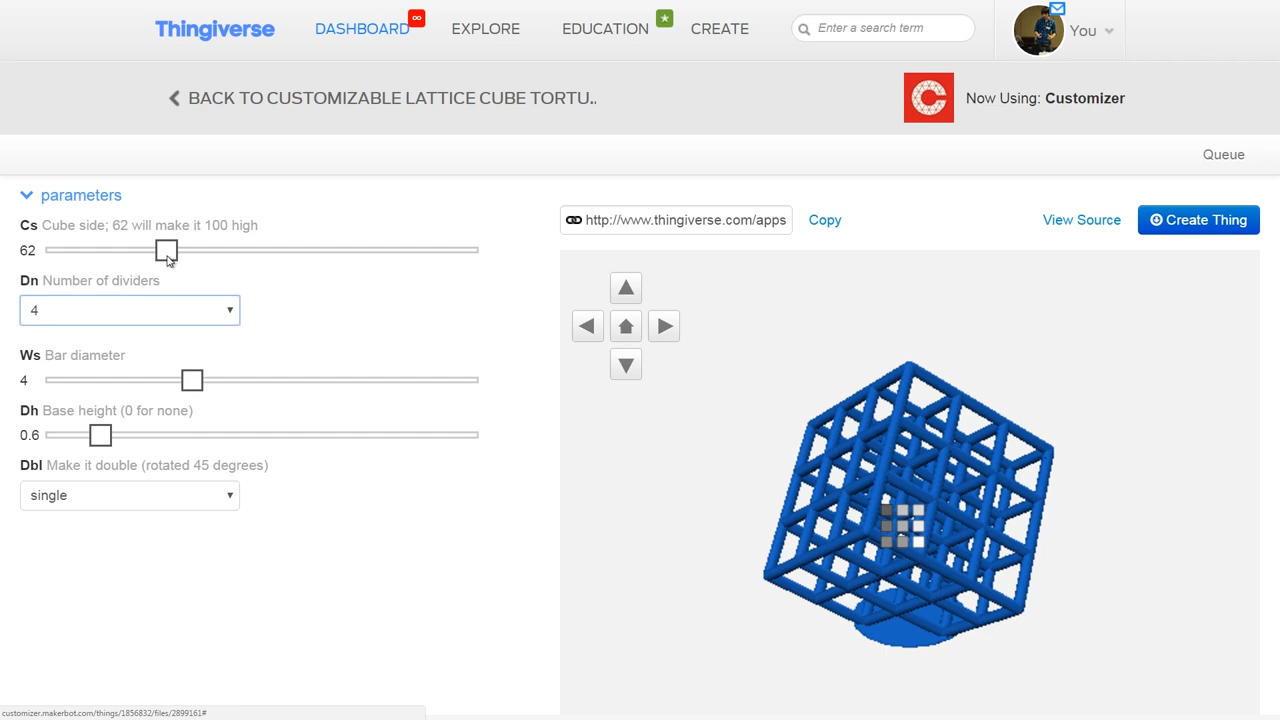 Thingiverse
DASHBOARD
∞
EXPLORE
EDUCATION
CREATE
Enter a search term
You
BACK TO CUSTOMIZABLE LATTICE CUBE TORTU..
Now Using: Customizer
Queue
parameters
Cs Cube side; 62 will make it 100 high
62
Dn Number of dividers
4
Ws Bar diameter
4
Dh Base height (0 for none)
0.6
Dbl Make it double (rotated 45 degrees)
single
http://www.thingiverse.com/apps
Copy
View Source
Create Thing
customizer.makerbot.com/things/1856832/files/2899161#